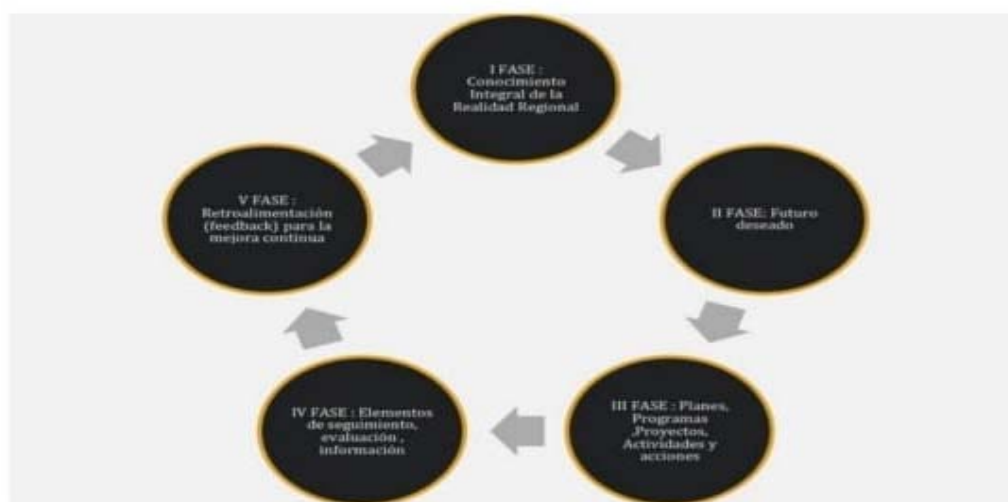 I FASE :
Conocimiento
Integral de la
Realidad Regional
II FASE: Futuro
deseado
III FASE : Planes,
Programas
,Proyectos,
Actividades y
acciones
IV FASE : Elementos
de seguimiento,
evaluación ,
información
V FASE :
Retroalimentación
(feedback) para la
mejora continua